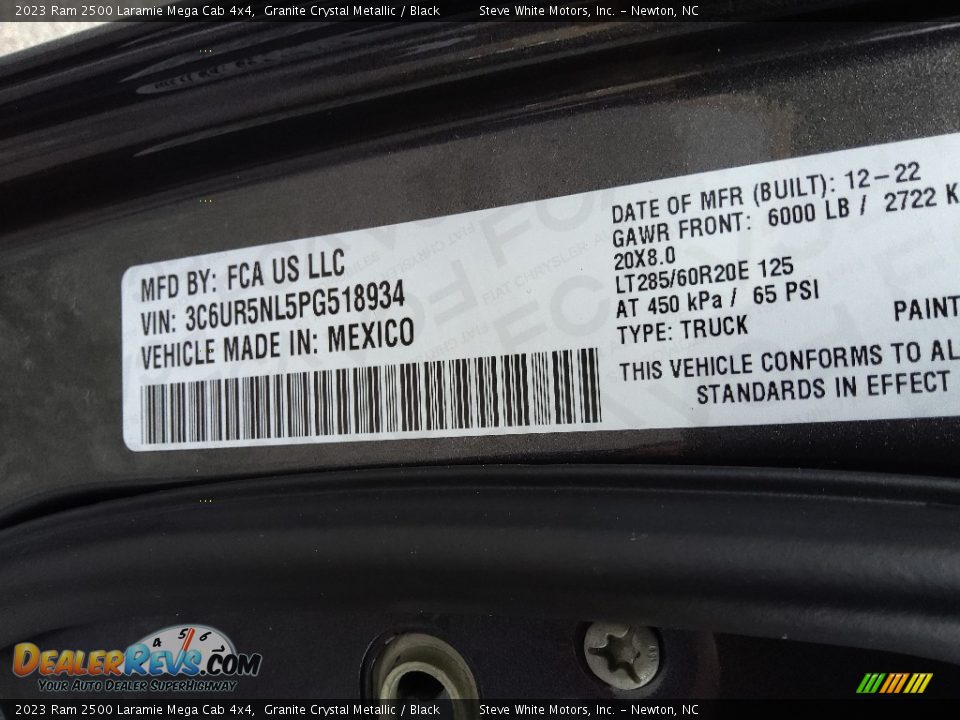 2023 Ram 2500 Laramie Mega Cab 4x4, Granite Crystal Metallic / Black Steve White Motors, Inc. – Newton, NC
MFD BY: FCA US LLC
VIN: 3C6UR5NL5PG518934
VEHICLE MADE IN: MEXICO
DATE OF MFR (BUILT): 12-22
GAWR FRONT: 6000 LB / 2722 K
20X8.0
LT285/60R20E 125
AT 450 kPa / 65 PSI
TYPE: TRUCK
PAINT
THIS VEHICLE CONFORMS TO AL
STANDARDS IN EFFECT
4 5 6
DEALERREVS.COM
YOUR AUTO DEALER SUPERHIGHWAY
2023 Ram 2500 Laramie Mega Cab 4x4, Granite Crystal Metallic / Black Steve White Motors, Inc. – Newton, NC